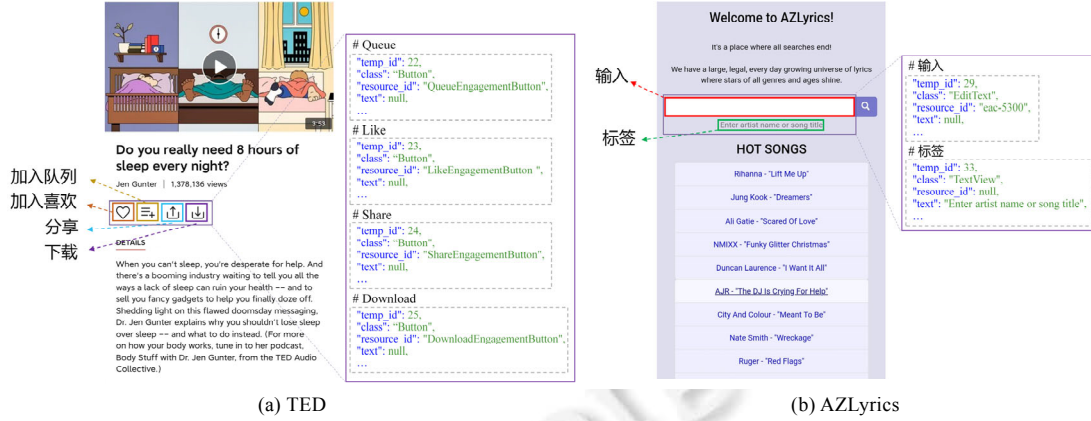 3:53
Do you really need 8 hours of
sleep every night?
Jen Gunter | 1,378,136 views
加入队列
加入喜欢
分享
下载
DETAILS
When you can't sleep, you're desperate for help. And
there's a booming industry waiting to tell you all the
ways a lack of sleep can ruin your health -- and to
sell you fancy gadgets to help you finally doze off.
Shedding light on this flawed doomsday messaging,
Dr. Jen Gunter explains why you shouldn't lose sleep
over sleep -- and what to do instead. (For more
on how your body works, tune in to her podcast,
Body Stuff with Dr. Jen Gunter, from the TED Audio
Collective.)
# Queue
"temp_id": 22,
"class": “Button",
"resource_id": "QueueEngagementButton",
"text": null,
…
# Like
"temp_id": 23,
"class": "Button",
"resource_id": "LikeEngagementButton ",
"text": null,
…
# Share
"temp_id": 24,
"class": "Button",
"resource_id": "ShareEngagementButton",
"text": null,
…
# Download
"temp_id": 25,
"class": "Button",
"resource_id": "DownloadEngagementButton",
"text": null,
…
(a) TED
Welcome to AZLyrics!
It's a place where all searches end!
We have a large, legal, every day growing universe of lyrics
where stars of all genres and ages shine.
输入
标签
Enter artist name or song title
HOT SONGS
Rihanna - "Lift Me Up"
Jung Kook - "Dreamers"
Ali Gatie - "Scared Of Love"
NMIXX - "Funky Glitter Christmas"
Duncan Laurence - "I Want It All"
AJR - "The DJ Is Crying For Help"
City And Colour - "Meant To Be"
Nate Smith - "Wreckage"
Ruger - "Red Flags"
# 输入
"temp_id": 29,
"class": "EditText",
"resource_id": "eac-5300",
"text": null,
…
# 标签
"temp_id": 33,
"class": "TextView",
"resource_id": null,
"text": "Enter artist name or song title",
…
(b) AZLyrics